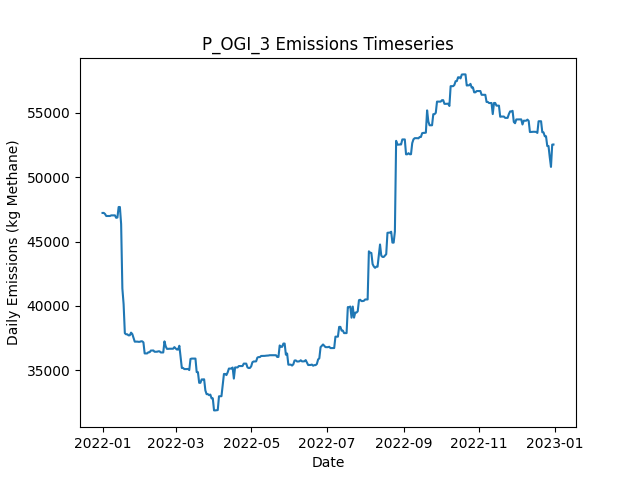 P_OGI_3 Emissions Timeseries
Daily Emissions (kg Methane)
55000
50000
45000
40000
35000
2022-01 2022-03 2022-05 2022-07 2022-09 2022-11 2023-01
Date